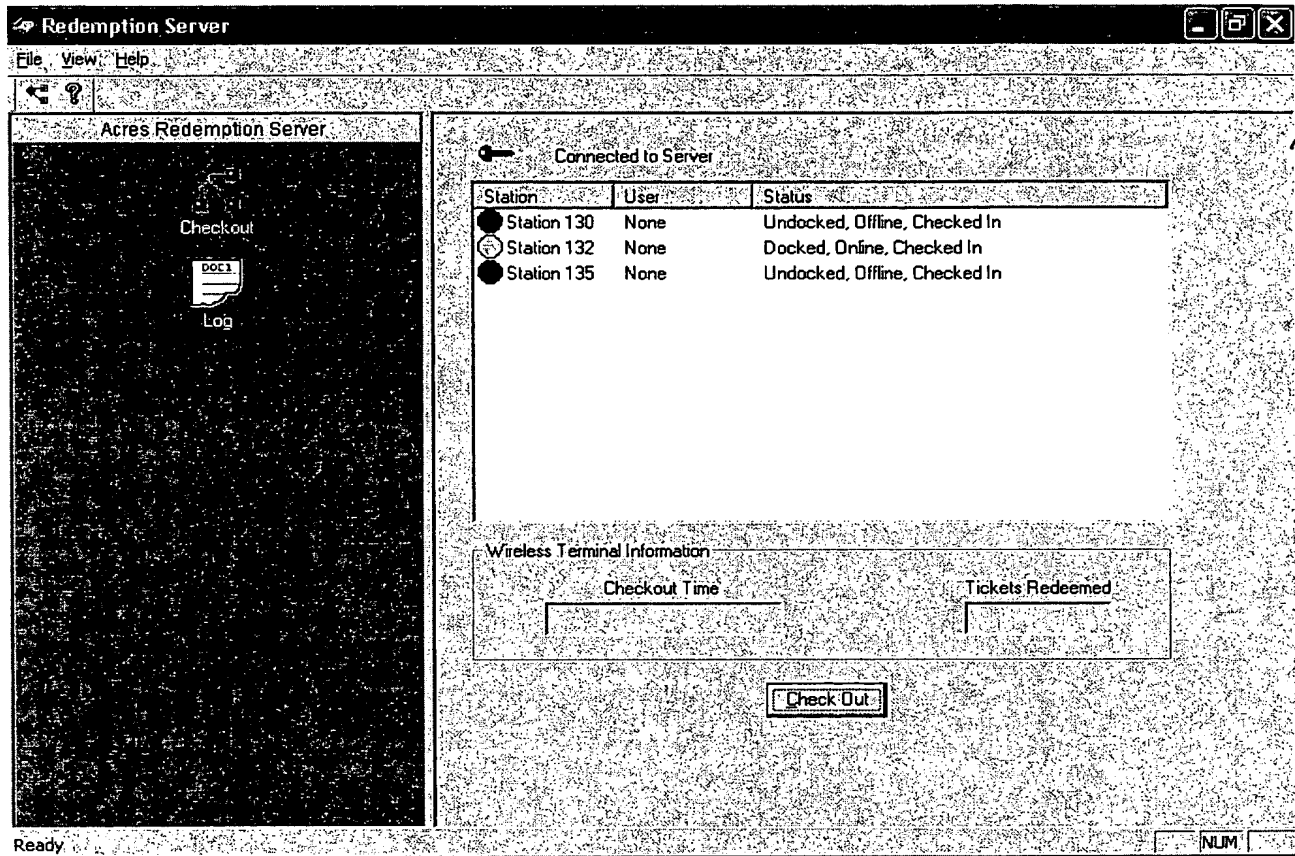 Redemption Server
File View Help
Acres Redemption Server
Checkout
DOC1
Log
Connected to Server
Station User Status
Station 130 None Undocked, Offline, Checked In
Station 132 None Docked, Online, Checked In
Station 135 None Undocked, Offline, Checked In
Wireless Terminal Information
Checkout Time Tickets Redeemed
Check Out
Ready NUM